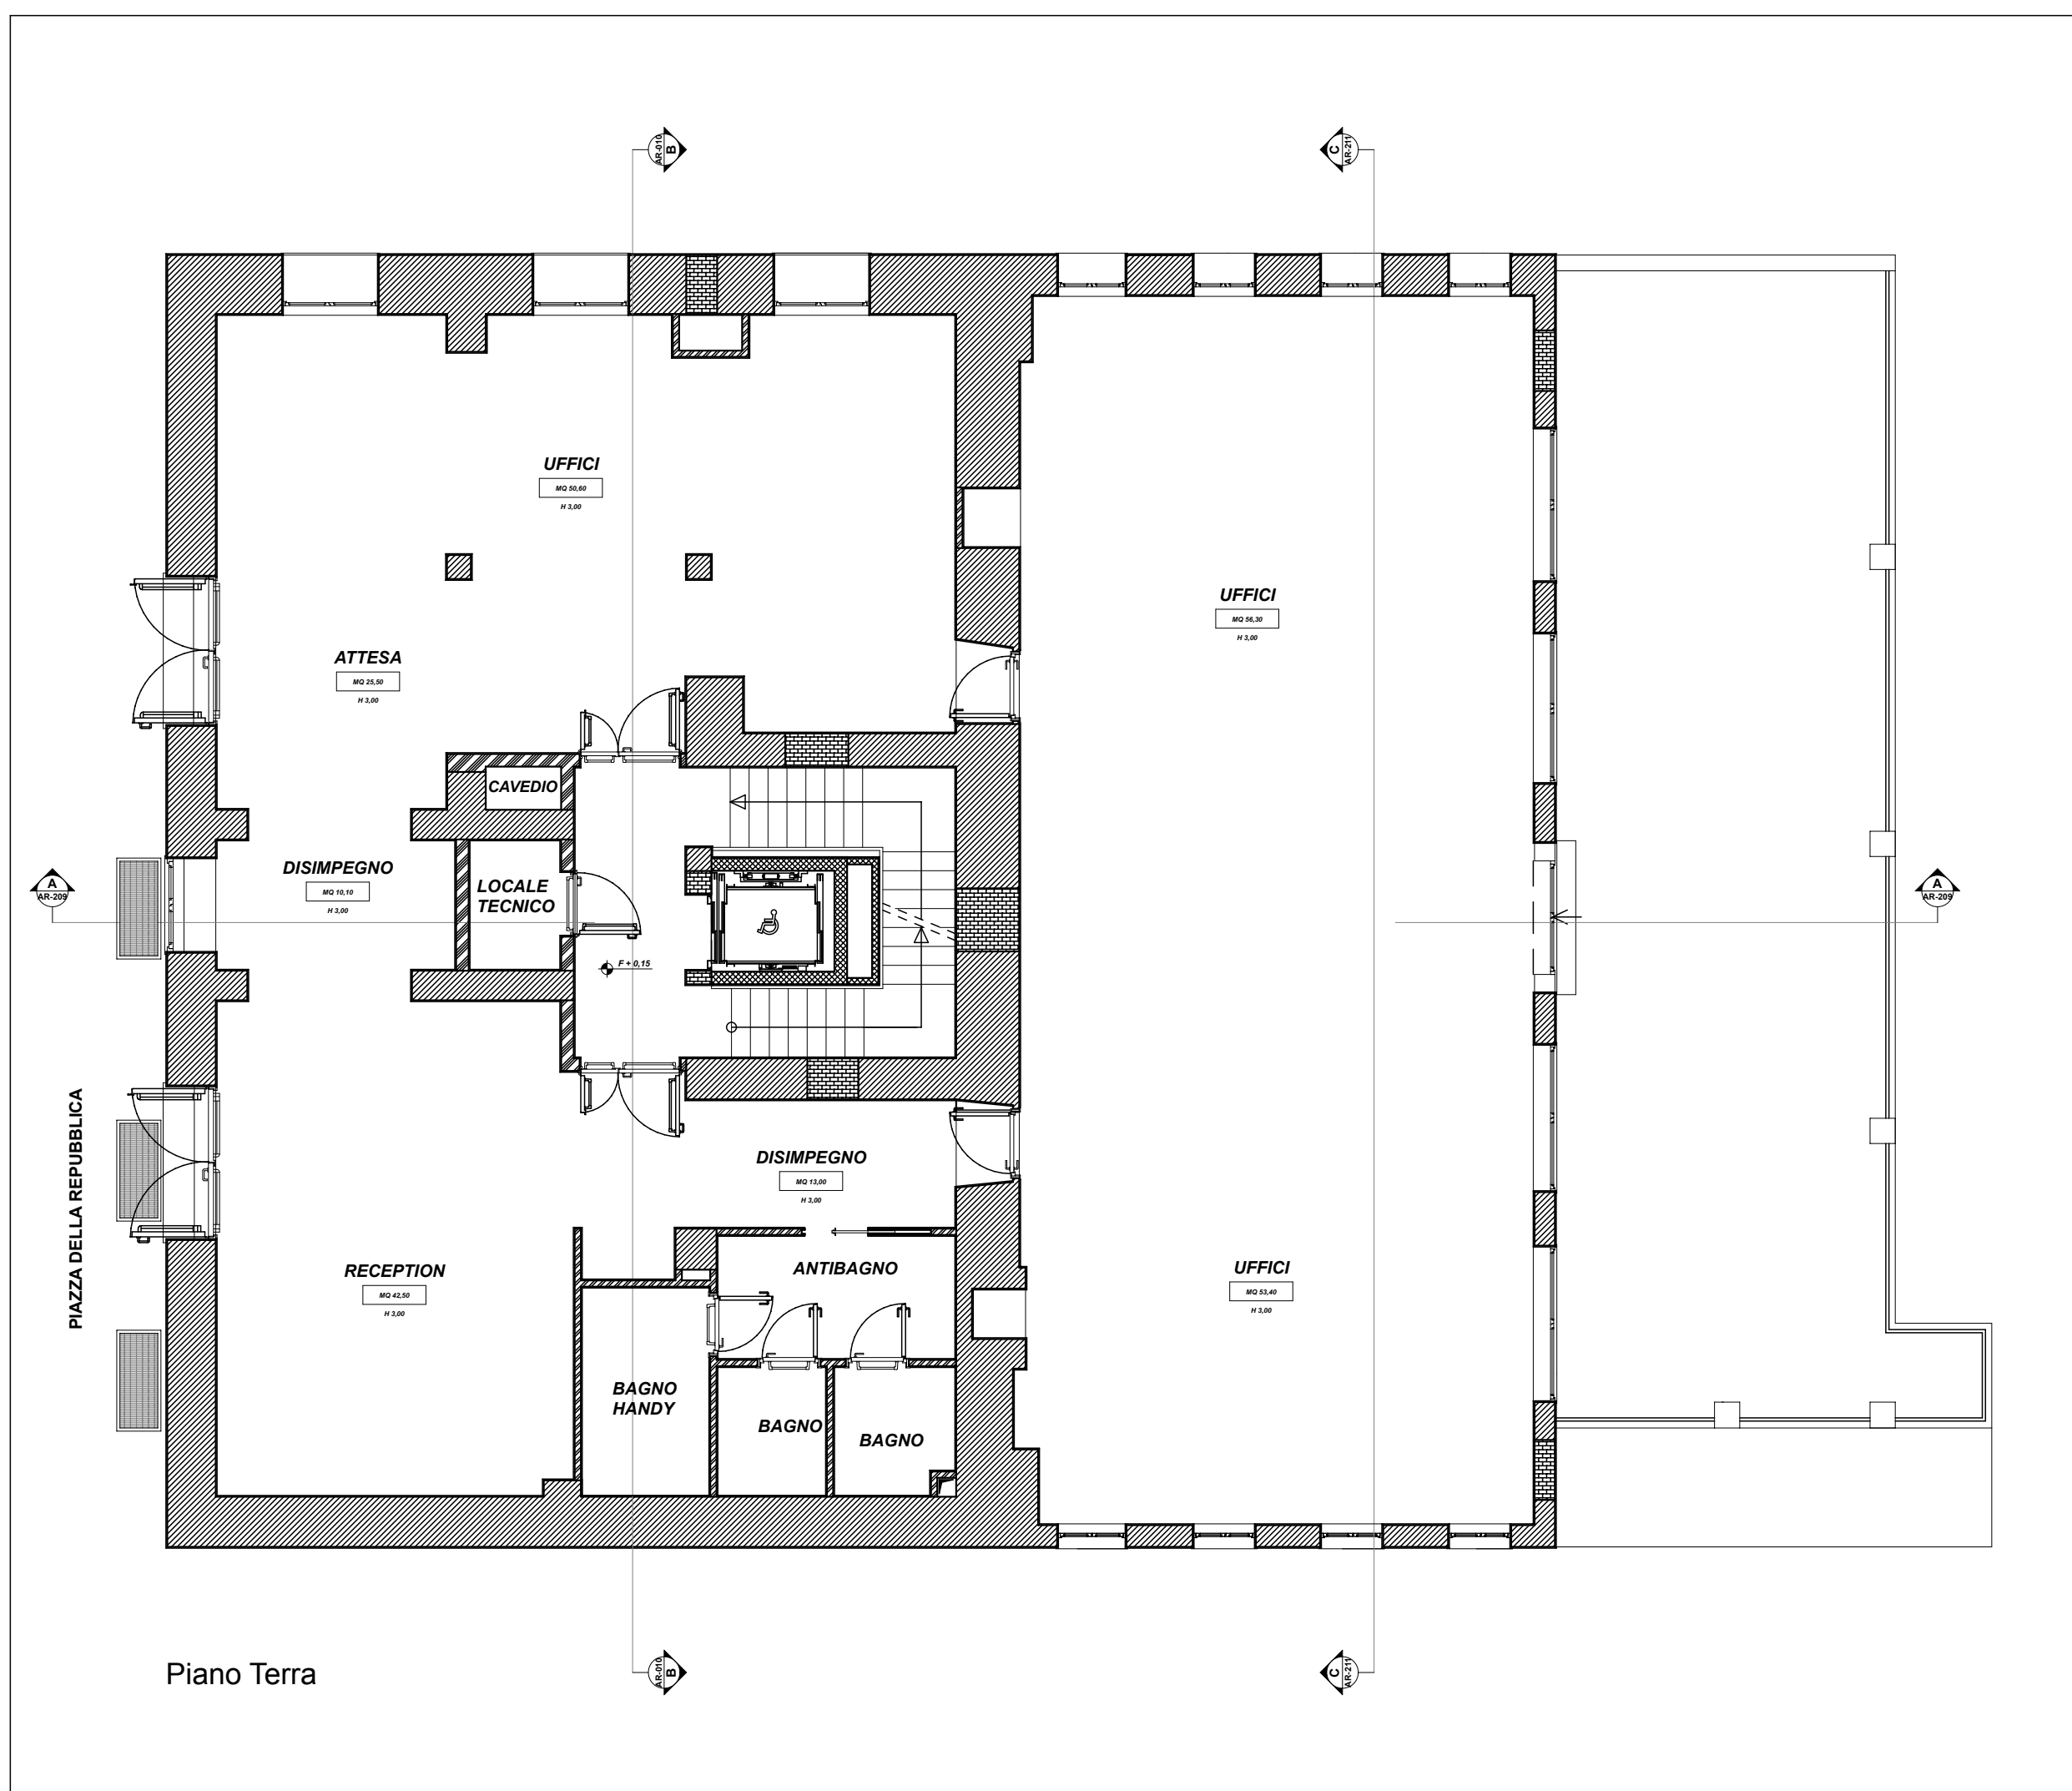 AR-010
B
C
AR-211
UFFICI
MQ 50,60
H 3,00
UFFICI
MQ 56,30
H 3,00
ATTESA
MQ 25,50
H 3,00
CAVEDIO
DISIMPEGNO
MQ 10,10
H 3,00
LOCALE
TECNICO
A
AR-209
A
AR-209
F + 0,15
PIAZZA DELLA REPUBBLICA
DISIMPEGNO
MQ 13,00
H 3,00
RECEPTION
MQ 42,50
H 3,00
ANTIBAGNO
UFFICI
MQ 53,40
H 3,00
BAGNO
HANDY
BAGNO
BAGNO
Piano Terra
AR-010
B
C
AR-211